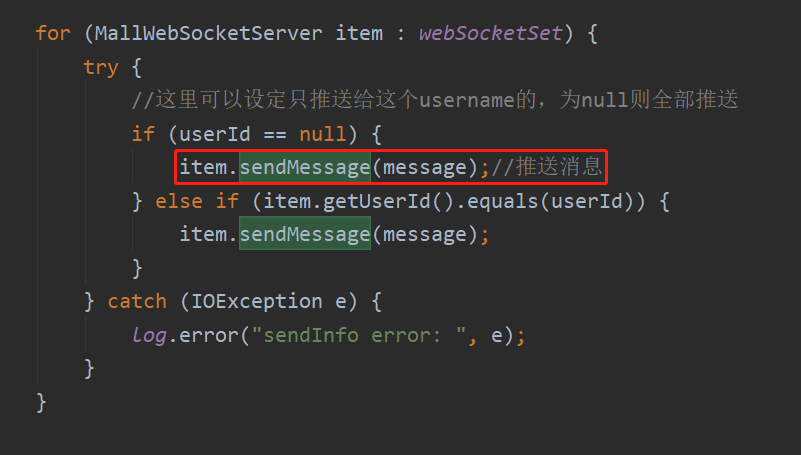 for (MallWebSocketServer item : webSocketSet) {
try {
//这里可以设定只推送给这个username的，为null则全部推送
if (userId == null) {
item.sendMessage(message);//推送消息
} else if (item.getUserId().equals(userId)) {
item.sendMessage(message);
}
} catch (IOException e) {
log.error("sendInfo error: ", e);
}
}